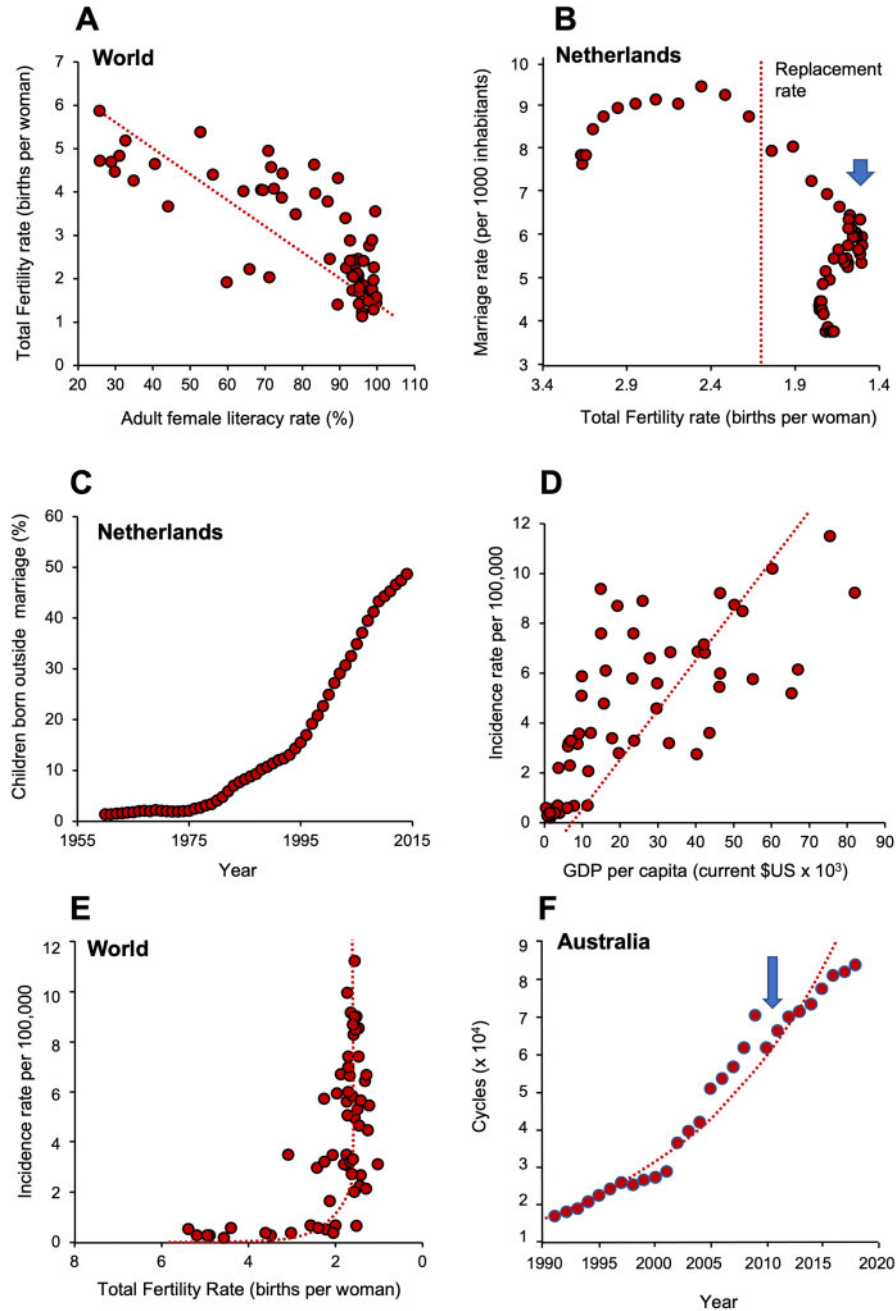 A
World
Total Fertility rate (births per woman)
7
6
5
4
3
2
1
0
20 30 40 50 60 70 80 90 100 110
Adult female literacy rate (%)
B
Netherlands
Replacement
rate
Marriage rate (per 1000 inhabitants)
10
9
8
7
6
5
4
3
3.4 2.9 2.4 1.9 1.4
Total Fertility rate (births per woman)
C
Netherlands
Children born outside marriage (%)
60
50
40
30
20
10
0
1955 1975 1995 2015
Year
D
Incidence rate per 100,000
12
10
8
6
4
2
0
0 10 20 30 40 50 60 70 80 90
GDP per capita (current $US x 10³)
E
World
Incidence rate per 100,000
12
10
8
6
4
2
0
8 6 4 2 0
Total Fertility Rate (births per woman)
F
Australia
Cycles (x 10⁴)
9
8
7
6
5
4
3
2
1
1990 1995 2000 2005 2010 2015 2020
Year